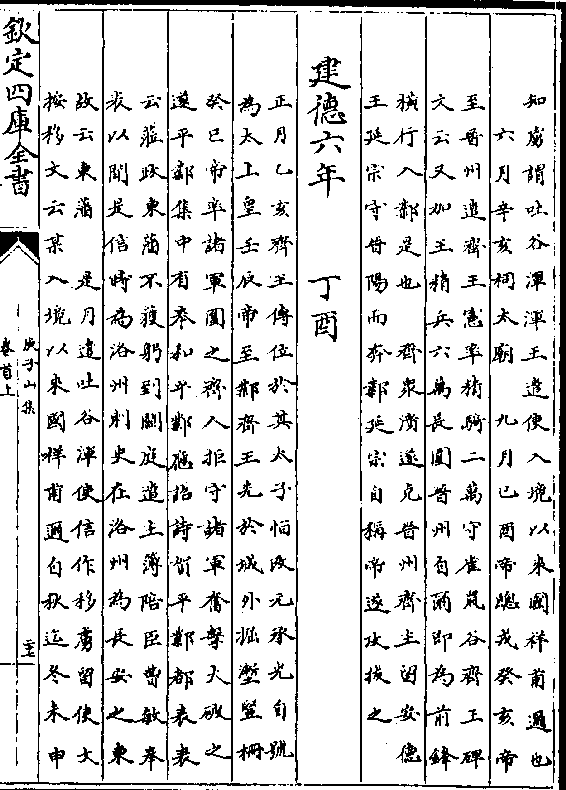 知虜謂吐谷渾渾王遣使入境以來國祥甫邇也
六月辛亥祠太廟 九月己酉帝總戎癸亥帝
至晉州遣齊王憲率精騎二萬守雀鼠谷齊王碑
文云又加王精兵六萬長圍晉州自爾即為前鋒
橫行入鄴是也 齊衆潰遂克晉州齊主留安德
王延宗守晉陽而奔鄴延宗自稱帝遂攻拔之
建德六年 丁酉
正月乙亥齊王傳位於其太子恒改元承光自號
為太上皇壬辰帝至鄴齊王先於城外掘塹竪柵
癸巳帝率諸軍圍之齊人拒守諸軍奮擊大破之
遂平鄴集中有奉和平鄴應詔詩賀平鄴都表表
云莅政東藩不獲躬到闕庭遣主簿陪臣曹敏奉
表以聞是信時為洛州刺史在洛州為長安之東
故云東藩 是月遣吐谷渾使信作移虜留使文
按移文云某入境以來國祥甫邇自秋迄冬未申
欽定四庫全書
庾子山集
卷首上